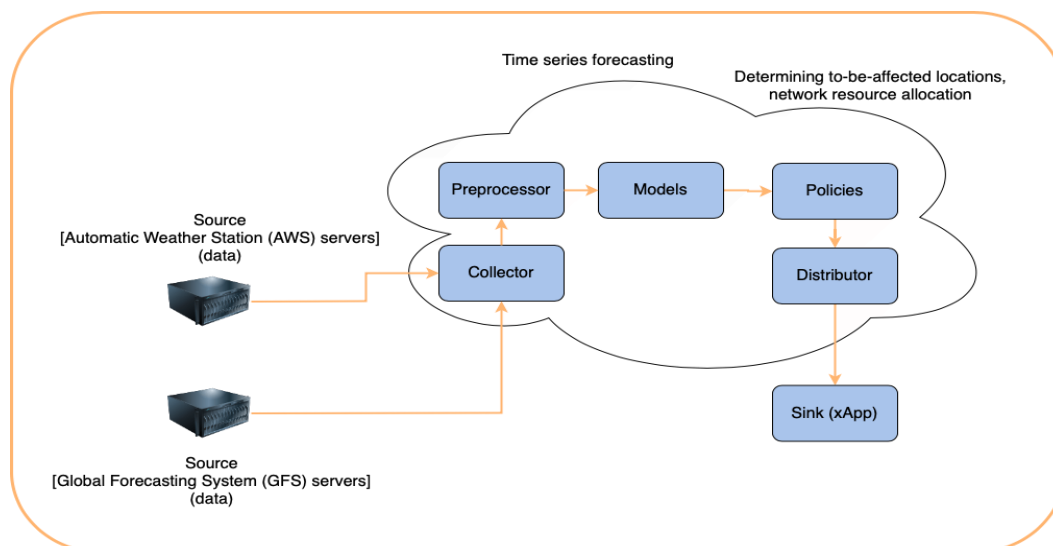 Time series forecasting
Determining to-be-affected locations,
network resource allocation
Preprocessor
Models
Policies
Source
[Automatic Weather Station (AWS) servers]
(data)
Collector
Distributor
Sink (xApp)
Source
[Global Forecasting System (GFS) servers]
(data)